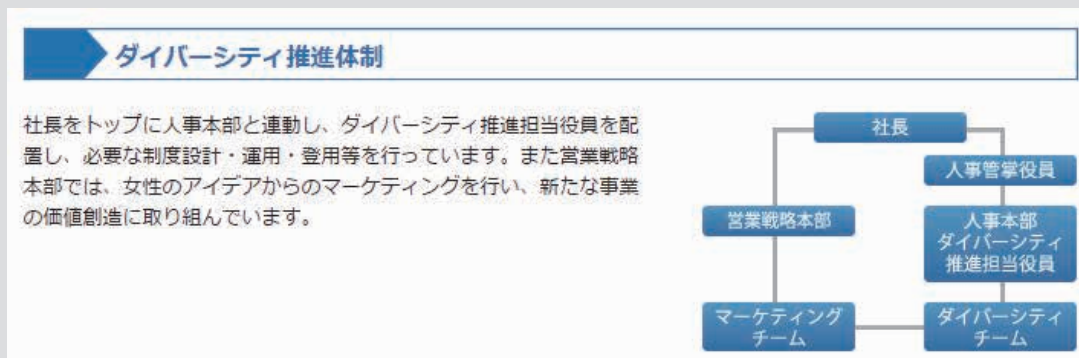 ダイバーシティ推進体制
社長をトップに人事本部と連動し、ダイバーシティ推進担当役員を配
置し、必要な制度設計・運用・登用等を行っています。また営業戦略
本部では、女性のアイデアからのマーケティングを行い、新たな事業
の価値創造に取り組んでいます。
社長
人事管掌役員
営業戦略本部
人事本部
ダイバーシティ
推進担当役員
マーケティング
チーム
ダイバーシティ
チーム